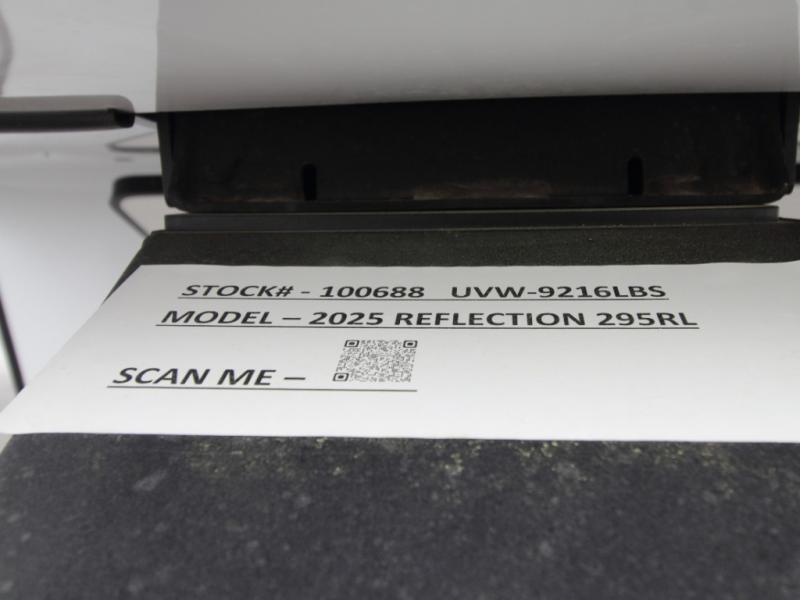 STOCK# - 100688 UVW-9216LBS
MODEL – 2025 REFLECTION 295RL
SCAN ME –